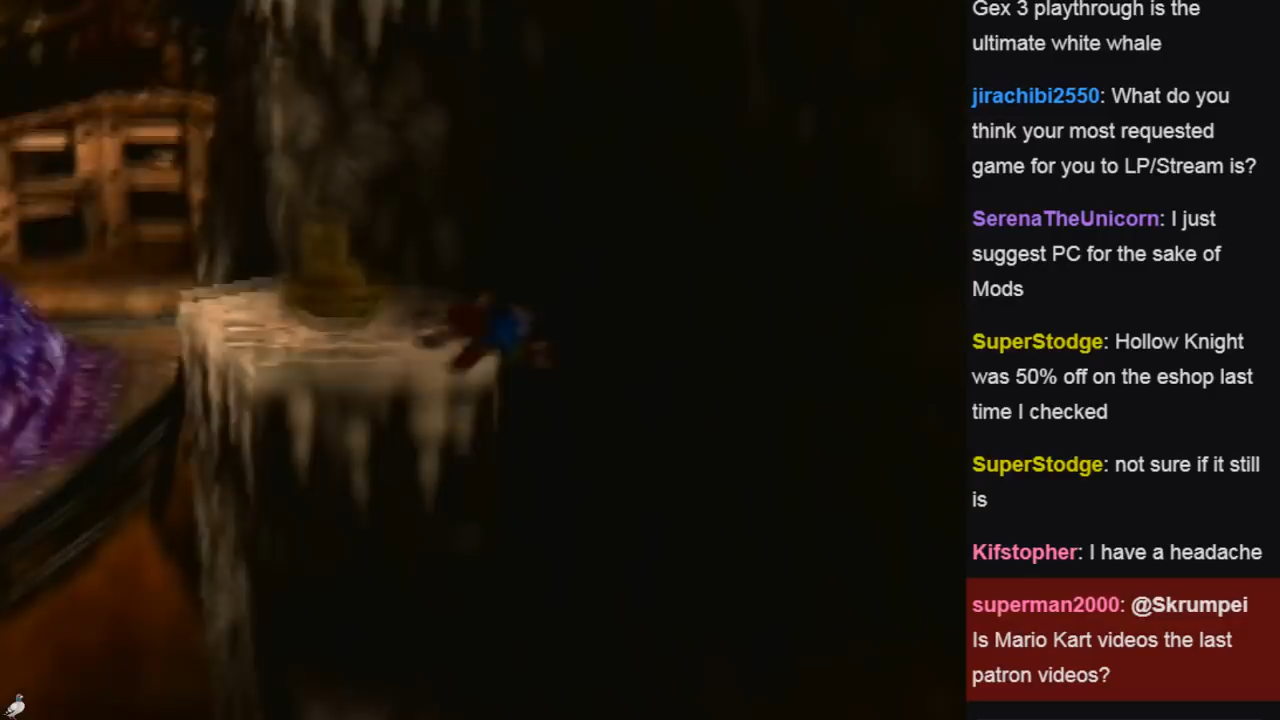 Gex 3 playthrough is the
ultimate white whale
jirachibi2550: What do you
think your most requested
game for you to LP/Stream is?
SerenaTheUnicorn: I just
suggest PC for the sake of
Mods
SuperStodge: Hollow Knight
was 50% off on the eshop last
time I checked
SuperStodge: not sure if it still
is
Kifstopher: I have a headache
superman2000: @Skrumpei
Is Mario Kart videos the last
patron videos?